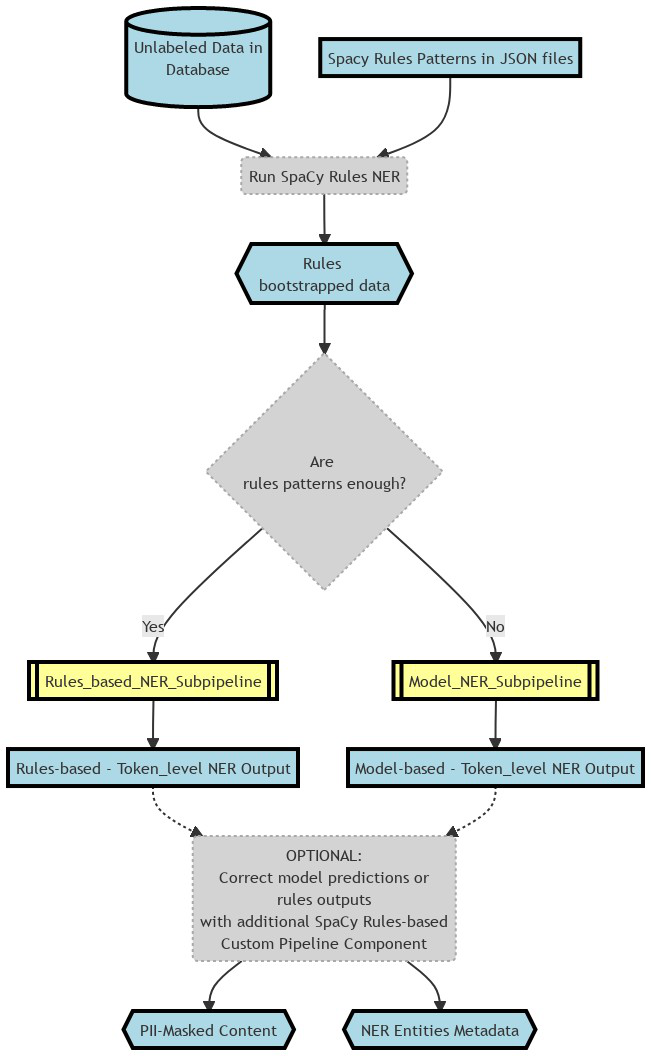 Unlabeled Data in
Database
Spacy Rules Patterns in JSON files
Run SpaCy Rules NER
Rules
bootstrapped data
Are
rules patterns enough?
Yes
No
Rules_based_NER_Subpipeline
Model_NER_Subpipeline
Rules-based - Token_level NER Output
Model-based - Token_level NER Output
OPTIONAL:
Correct model predictions or
rules outputs
with additional SpaCy Rules-based
Custom Pipeline Component
PII-Masked Content
NER Entities Metadata